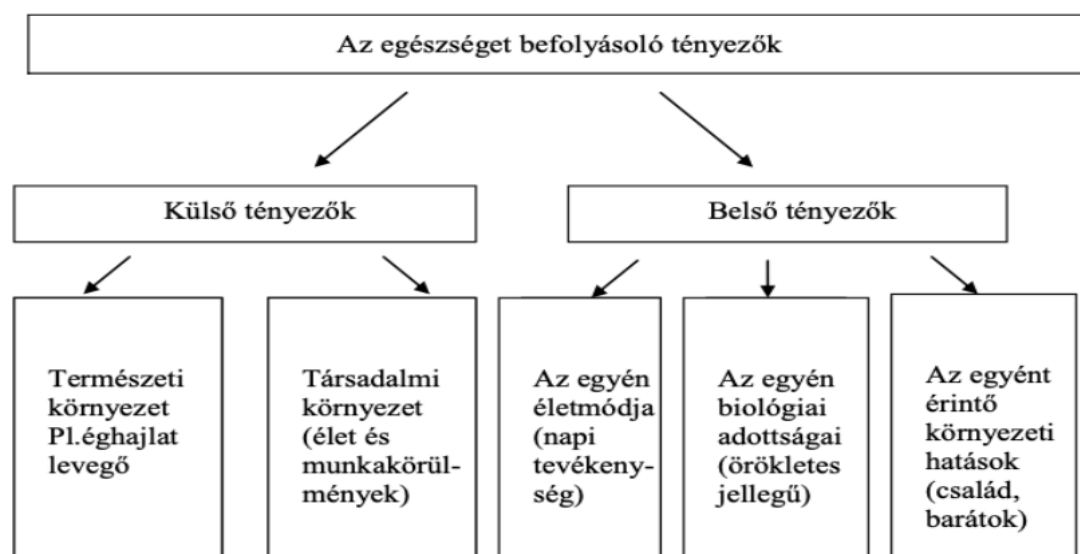 Az egészséget befolyásoló tényezők
Külső tényezők
Belső tényezők
Természeti
környezet
Pl.éghajlat
levegő
Társadalmi
környezet
(élet és
munkakörül-
mények)
Az egyén
életmódja
(napi
tevékeny-
ség)
Az egyén
biológiai
adottságai
(örökletes
jellegű)
Az egyént
érintő
környezeti
hatások
(család,
barátok)